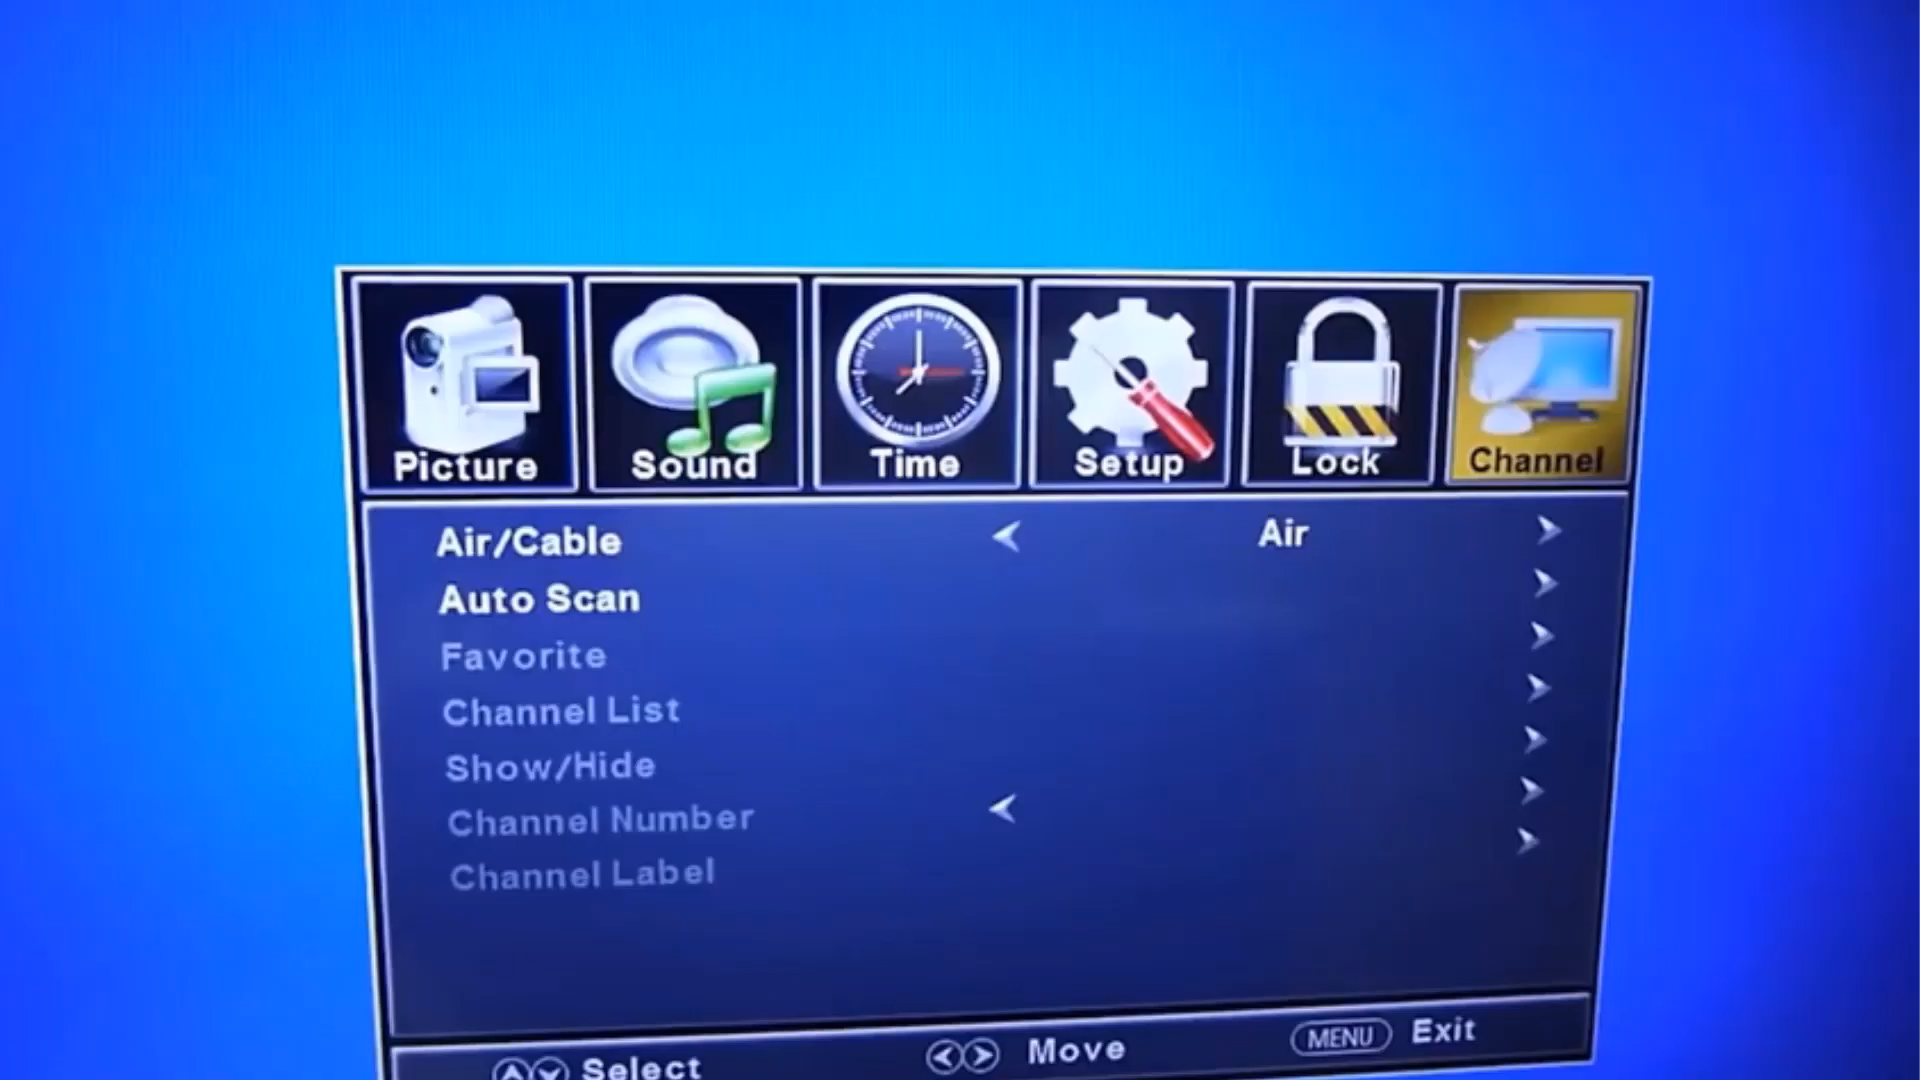 Picture Sound Time Setup Lock Channel
Air/Cable Air
Auto Scan
Favorite
Channel List
Show/Hide
Channel Number
Channel Label
Select Move MENU Exit